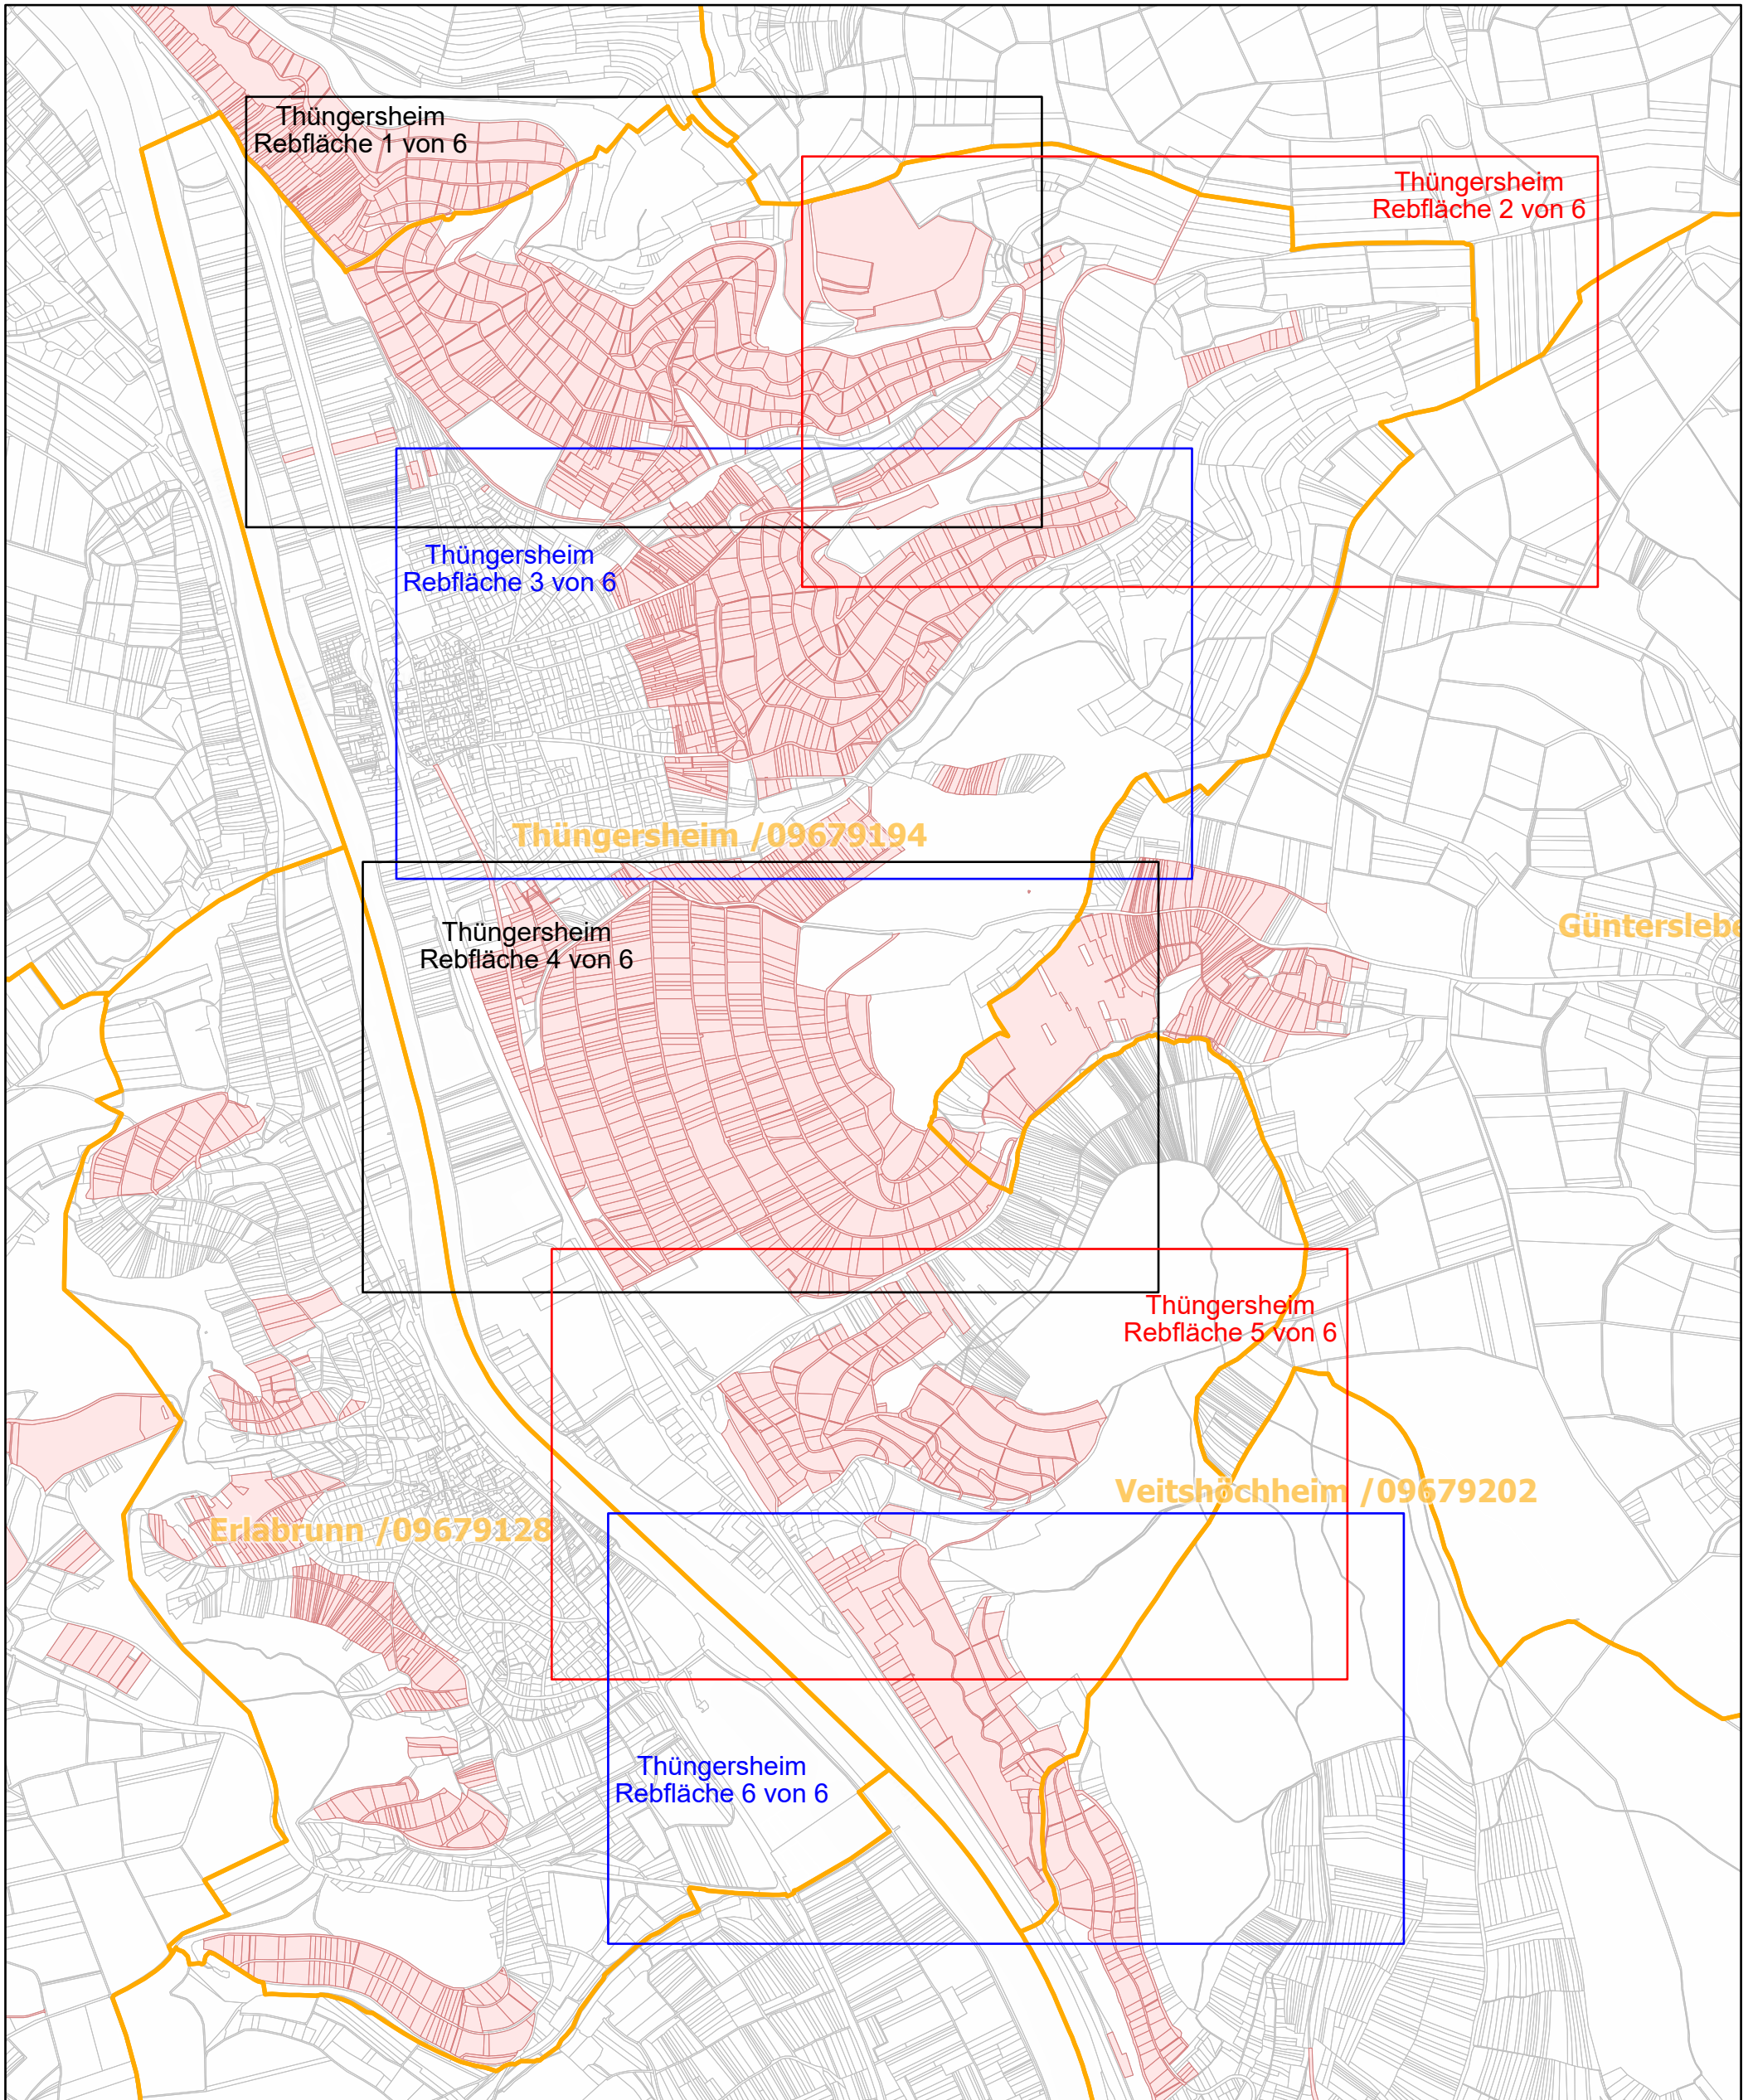 Thüngersheim
Rebfläche 1 von 6
Thüngersheim
Rebfläche 2 von 6
Thüngersheim
Rebfläche 3 von 6
Thüngersheim /09679194
Thüngersheim
Rebfläche 4 von 6
Günterslebe
Thüngersheim
Rebfläche 5 von 6
Veitshöchheim /09679202
Erlabrunn /09679128
Thüngersheim
Rebfläche 6 von 6